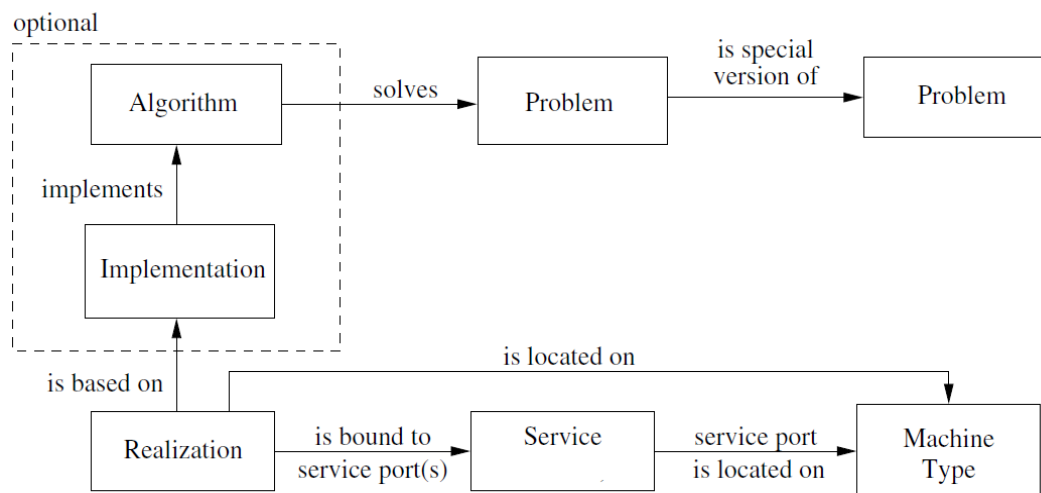 optional
Algorithm
solves
Problem
is special
version of
Problem
implements
Implementation
is based on
is located on
Realization
is bound to
service port(s)
Service
service port
is located on
Machine
Type